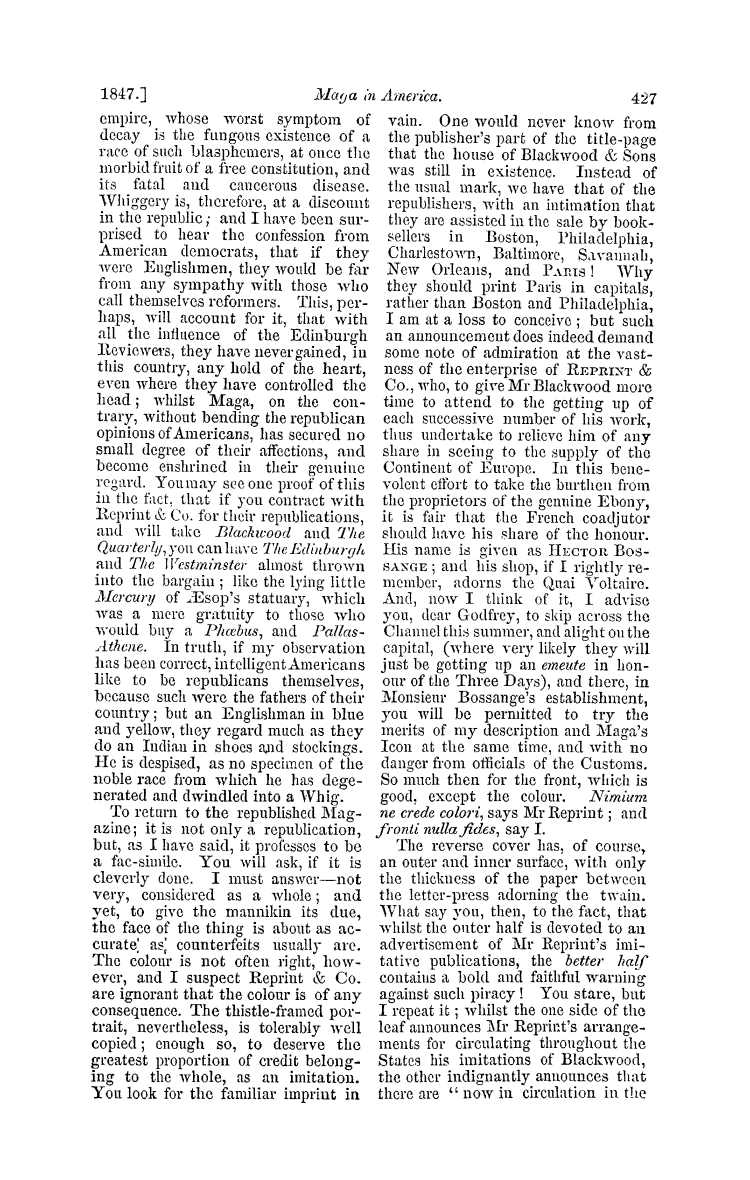 1847.] Maga in America. 427
empire, whose worst symptom of
decay is the fungous existence of a
race of such blasphemers, at once the
morbid fruit of a free constitution, and
its fatal and cancerous disease.
Whiggery is, therefore, at a discount
in the republic; and I have been sur-
prised to hear the confession from
American democrats, that if they
were Englishmen, they would be far
from any sympathy with those who
call themselves reformers. This, per-
haps, will account for it, that with
all the influence of the Edinburgh
Reviewers, they have never gained, in
this country, any hold of the heart,
even where they have controlled the
head; whilst Maga, on the con-
trary, without bending the republican
opinions of Americans, has secured no
small degree of their affections, and
become enshrined in their genuine
regard. You may see one proof of this
in the fact, that if you contract with
Reprint & Co. for their republications,
and will take Blackwood and The
Quarterly, you can have The Edinburgh
and The Westminster almost thrown
into the bargain; like the lying little
Mercury of Æsop's statuary, which
was a mere gratuity to those who
would buy a Phœbus, and Pallas-
Athene. In truth, if my observation
has been correct, intelligent Americans
like to be republicans themselves,
because such were the fathers of their
country; but an Englishman in blue
and yellow, they regard much as they
do an Indian in shoes and stockings.
He is despised, as no specimen of the
noble race from which he has dege-
nerated and dwindled into a Whig.
To return to the republished Mag-
azine; it is not only a republication,
but, as I have said, it professes to be
a fac-simile. You will ask, if it is
cleverly done. I must answer—not
very, considered as a whole; and
yet, to give the mannikin its due,
the face of the thing is about as ac-
curate as counterfeits usually are.
The colour is not often right, how-
ever, and I suspect Reprint & Co.
are ignorant that the colour is of any
consequence. The thistle-framed por-
trait, nevertheless, is tolerably well
copied; enough so, to deserve the
greatest proportion of credit belong-
ing to the whole, as an imitation.
You look for the familiar imprint in
vain. One would never know from
the publisher's part of the title-page
that the house of Blackwood & Sons
was still in existence. Instead of
the usual mark, we have that of the
republishers, with an intimation that
they are assisted in the sale by book-
sellers in Boston, Philadelphia,
Charlestown, Baltimore, Savannah,
New Orleans, and PARIS! Why
they should print Paris in capitals,
rather than Boston and Philadelphia,
I am at a loss to conceive; but such
an announcement does indeed demand
some note of admiration at the vast-
ness of the enterprise of REPRINT &
Co., who, to give Mr Blackwood more
time to attend to the getting up of
each successive number of his work,
thus undertake to relieve him of any
share in seeing to the supply of the
Continent of Europe. In this bene-
volent effort to take the burthen from
the proprietors of the genuine Ebony,
it is fair that the French coadjutor
should have his share of the honour.
His name is given as HECTOR BOS-
SANGE; and his shop, if I rightly re-
member, adorns the Quai Voltaire.
And, now I think of it, I advise
you, dear Godfrey, to skip across the
Channel this summer, and alight on the
capital, (where very likely they will
just be getting up an emeute in hon-
our of the Three Days), and there, in
Monsieur Bossange's establishment,
you will be permitted to try the
merits of my description and Maga's
Icon at the same time, and with no
danger from officials of the Customs.
So much then for the front, which is
good, except the colour. Nimium
ne crede colori, says Mr Reprint; and
fronti nulla fides, say I.
The reverse cover has, of course,
an outer and inner surface, with only
the thickness of the paper between
the letter-press adorning the twain.
What say you, then, to the fact, that
whilst the outer half is devoted to an
advertisement of Mr Reprint's imi-
tative publications, the better half
contains a bold and faithful warning
against such piracy! You stare, but
I repeat it; whilst the one side of the
leaf announces Mr Reprint's arrange-
ments for circulating throughout the
States his imitations of Blackwood,
the other indignantly announces that
there are "now in circulation in the